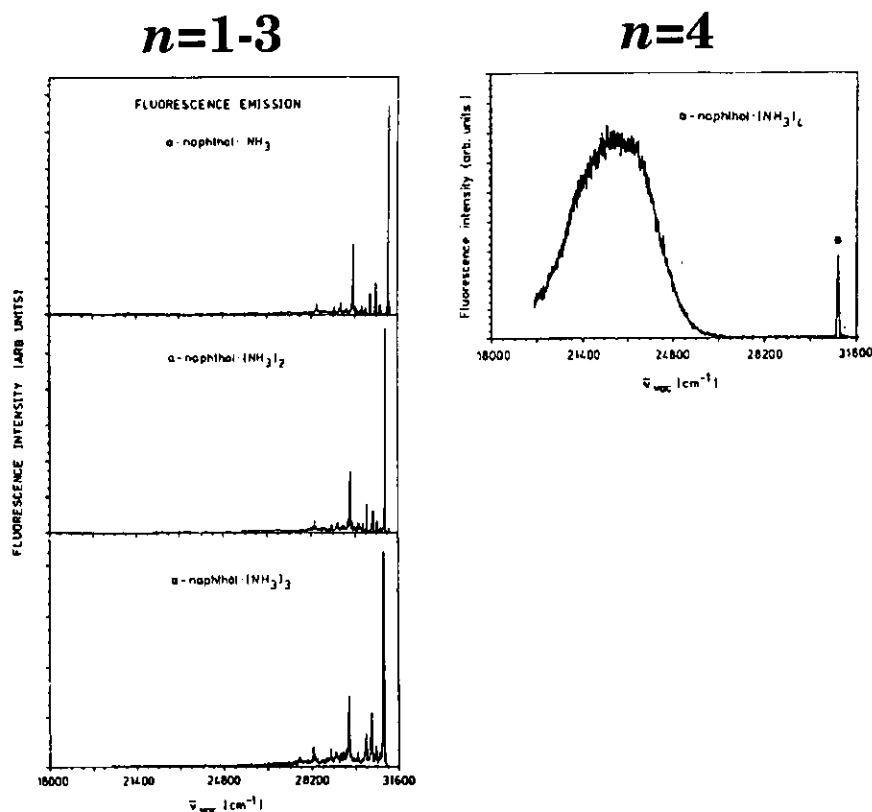 n=1-3
FLUORESCENCE EMISSION
α-naphthol·NH3
α-naphthol·(NH3)2
α-naphthol·(NH3)3
FLUORESCENCE INTENSITY (ARB UNITS)
18000 21400 24800 28200 31600
ν̄vac (cm-1)
n=4
α-naphthol·(NH3)4
*
Fluorescence intensity (arb. units)
18000 21400 24800 28200 31600
ν̄vac (cm-1)